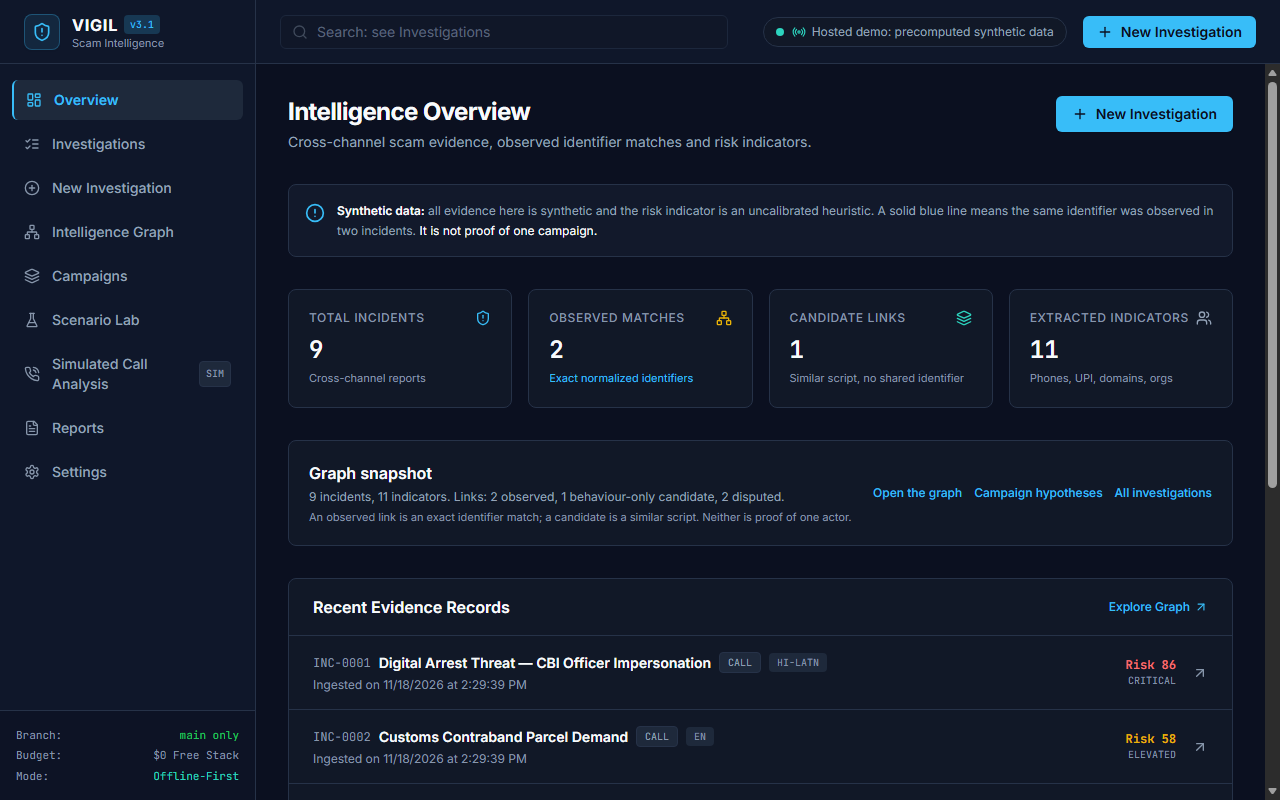 VIGIL v3.1
Scam Intelligence
Search: see Investigations
Hosted demo: precomputed synthetic data
New Investigation
Overview
Investigations
New Investigation
Intelligence Graph
Campaigns
Scenario Lab
Simulated Call
Analysis
SIM
Reports
Settings
Branch: main only
Budget: $0 Free Stack
Mode: Offline-First
Intelligence Overview
Cross-channel scam evidence, observed identifier matches and risk indicators.
New Investigation
Synthetic data: all evidence here is synthetic and the risk indicator is an uncalibrated heuristic. A solid blue line means the same identifier was observed in
two incidents. It is not proof of one campaign.
TOTAL INCIDENTS
9
Cross-channel reports
OBSERVED MATCHES
2
Exact normalized identifiers
CANDIDATE LINKS
1
Similar script, no shared identifier
EXTRACTED INDICATORS
11
Phones, UPI, domains, orgs
Graph snapshot
9 incidents, 11 indicators. Links: 2 observed, 1 behaviour-only candidate, 2 disputed.
An observed link is an exact identifier match; a candidate is a similar script. Neither is proof of one actor.
Open the graph Campaign hypotheses All investigations
Recent Evidence Records
Explore Graph
INC-0001 Digital Arrest Threat — CBI Officer Impersonation CALL HI-LATN
Ingested on 11/18/2026 at 2:29:39 PM
Risk 86
CRITICAL
INC-0002 Customs Contraband Parcel Demand CALL EN
Ingested on 11/18/2026 at 2:29:39 PM
Risk 58
ELEVATED